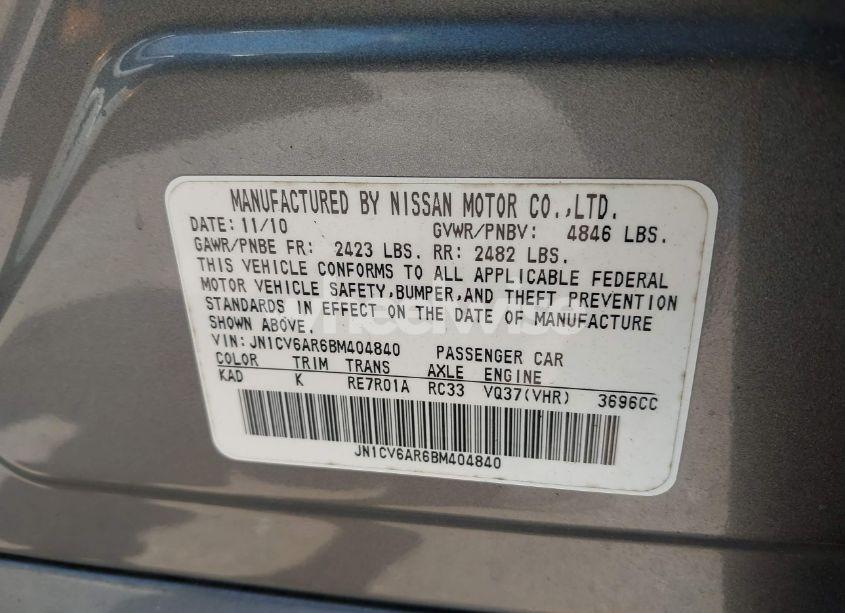 MANUFACTURED BY NISSAN MOTOR CO.,LTD.
DATE: 11/10 GVWR/PNBV: 4846 LBS.
GAWR/PNBE FR: 2423 LBS. RR: 2482 LBS.
THIS VEHICLE CONFORMS TO ALL APPLICABLE FEDERAL
MOTOR VEHICLE SAFETY,BUMPER,AND THEFT PREVENTION
STANDARDS IN EFFECT ON THE DATE OF MANUFACTURE
SHOWN ABOVE.
VIN: JN1CV6AR6BM404840 PASSENGER CAR
COLOR TRIM TRANS AXLE ENGINE
KAD K RE7R01A RC33 VQ37(VHR) 3696CC
JN1CV6AR6BM404840